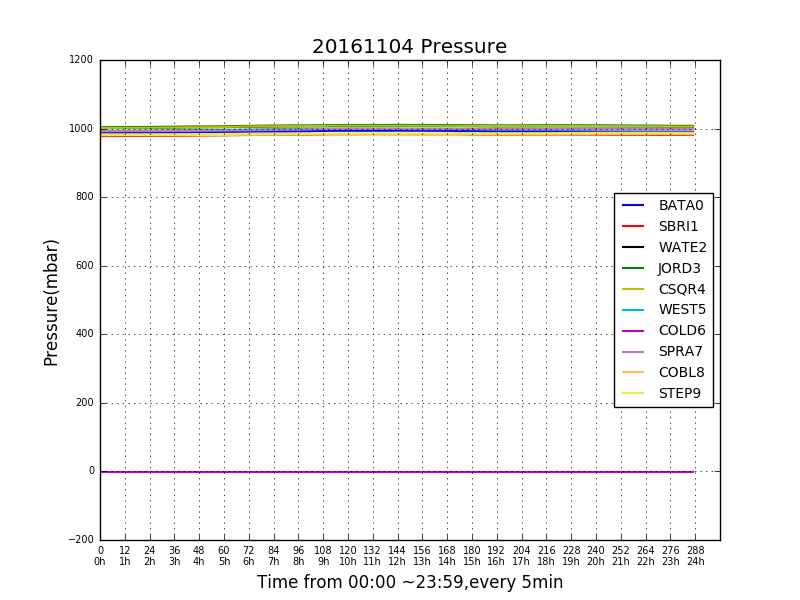 20161104 Pressure
1200
1000
800
600
400
200
0
−200
Pressure(mbar)
BATA0
SBRI1
WATE2
JORD3
CSQR4
WEST5
COLD6
SPRA7
COBL8
STEP9
0 12 24 36 48 60 72 84 96 108 120 132 144 156 168 180 192 204 216 228 240 252 264 276 288
0h 1h 2h 3h 4h 5h 6h 7h 8h 9h 10h 11h 12h 13h 14h 15h 16h 17h 18h 19h 20h 21h 22h 23h 24h
Time from 00:00 ~23:59,every 5min